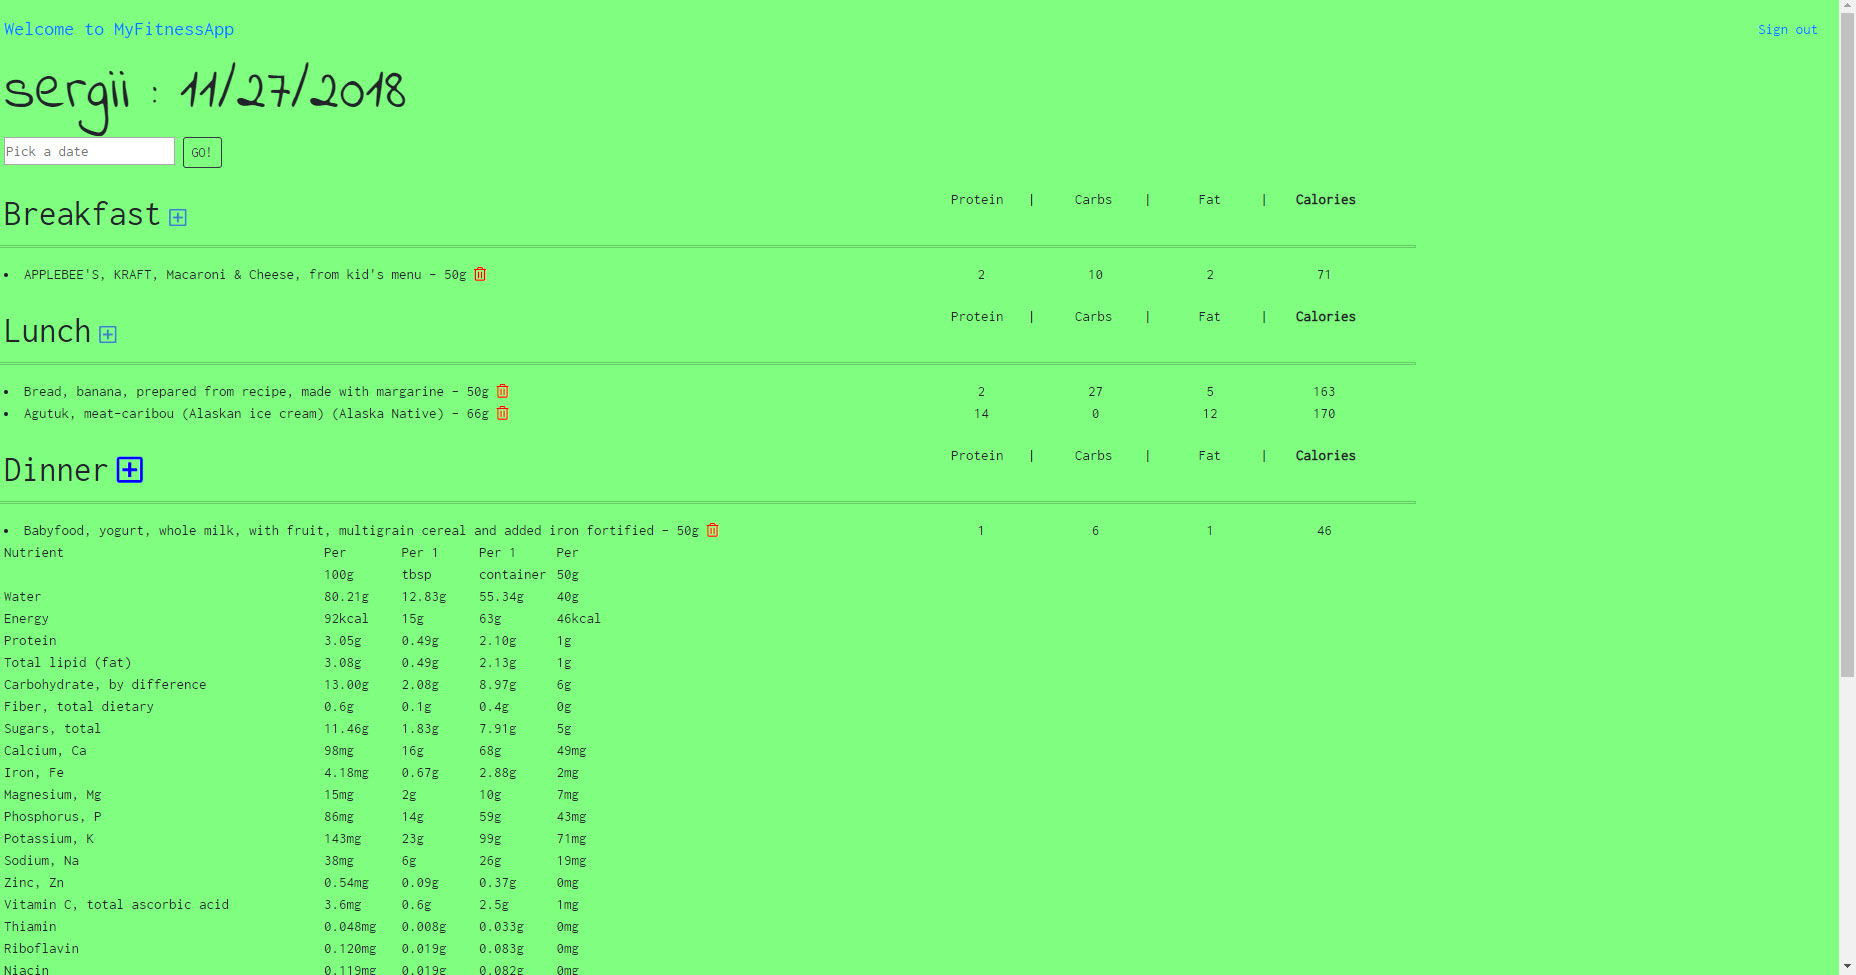 Welcome to MyFitnessApp Sign out
sergii : 11/27/2018
Pick a date GO!
Breakfast Protein | Carbs | Fat | Calories
• APPLEBEE'S, KRAFT, Macaroni & Cheese, from kid's menu - 50g 2 10 2 71
Lunch Protein | Carbs | Fat | Calories
• Bread, banana, prepared from recipe, made with margarine - 50g 2 27 5 163
• Agutuk, meat-caribou (Alaskan ice cream) (Alaska Native) - 66g 14 0 12 170
Dinner Protein | Carbs | Fat | Calories
• Babyfood, yogurt, whole milk, with fruit, multigrain cereal and added iron fortified - 50g 1 6 1 46
Nutrient Per Per 1 Per 1 Per
100g tbsp container 50g
Water 80.21g 12.83g 55.34g 40g
Energy 92kcal 15g 63g 46kcal
Protein 3.05g 0.49g 2.10g 1g
Total lipid (fat) 3.08g 0.49g 2.13g 1g
Carbohydrate, by difference 13.00g 2.08g 8.97g 6g
Fiber, total dietary 0.6g 0.1g 0.4g 0g
Sugars, total 11.46g 1.83g 7.91g 5g
Calcium, Ca 98mg 16g 68g 49mg
Iron, Fe 4.18mg 0.67g 2.88g 2mg
Magnesium, Mg 15mg 2g 10g 7mg
Phosphorus, P 86mg 14g 59g 43mg
Potassium, K 143mg 23g 99g 71mg
Sodium, Na 38mg 6g 26g 19mg
Zinc, Zn 0.54mg 0.09g 0.37g 0mg
Vitamin C, total ascorbic acid 3.6mg 0.6g 2.5g 1mg
Thiamin 0.048mg 0.008g 0.033g 0mg
Riboflavin 0.120mg 0.019g 0.083g 0mg
Niacin 0.119mg 0.019g 0.082g 0mg